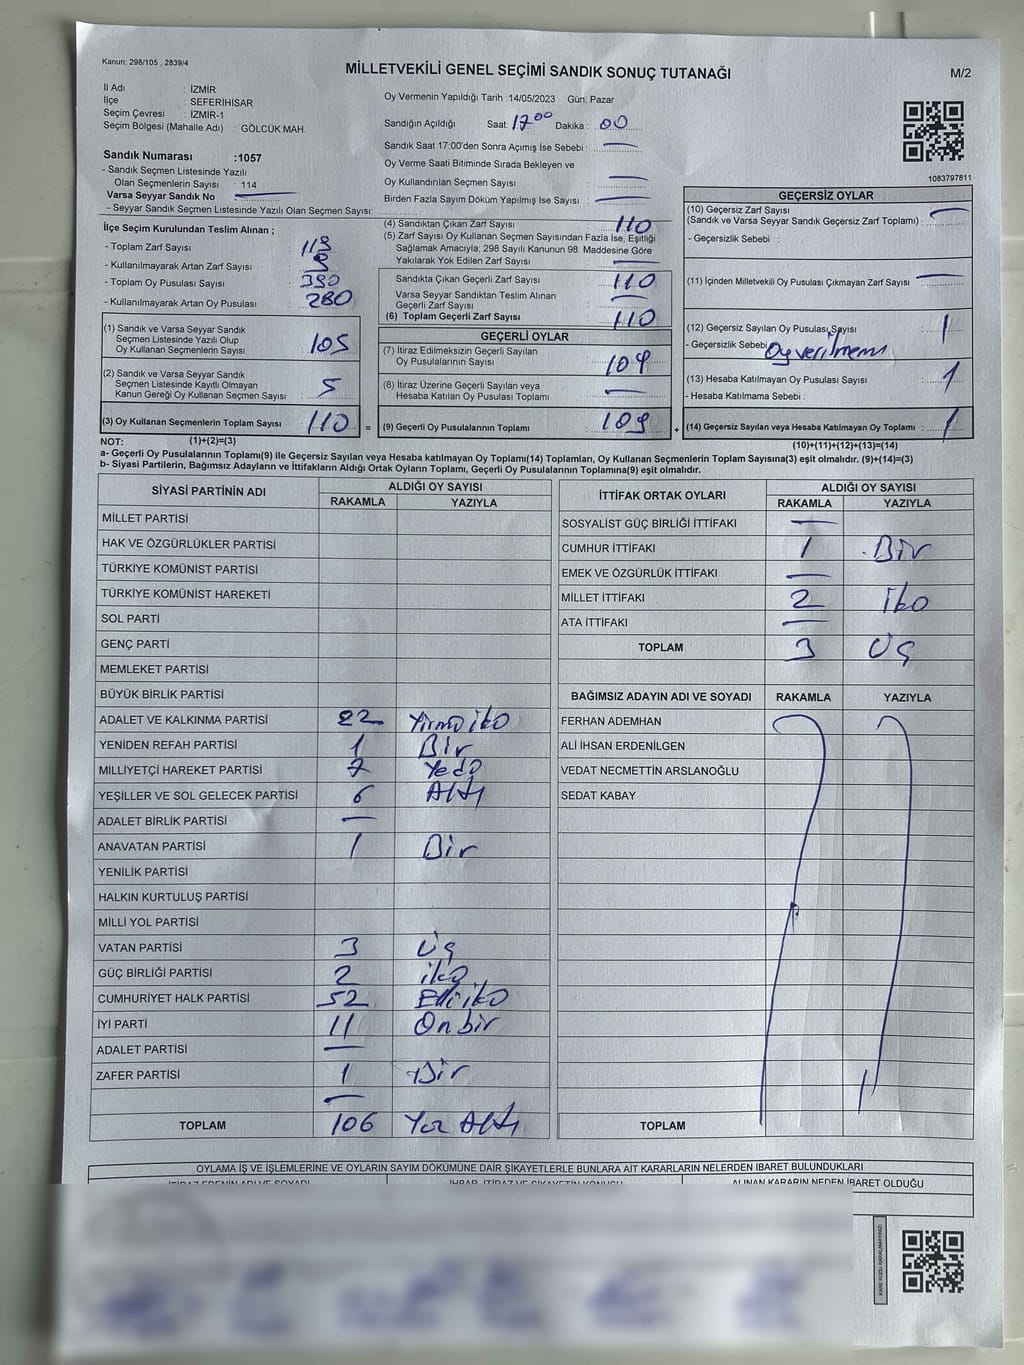 Kanun; 298/105 , 2839/4
MİLLETVEKİLİ GENEL SEÇİMİ SANDIK SONUÇ TUTANAĞI
M/2
İl Adı : İZMİR
İlçe : SEFERİHİSAR
Seçim Çevresi : İZMİR-1
Seçim Bölgesi (Mahalle Adı) : GÖLCÜK MAH.
Sandık Numarası :1057
- Sandık Seçmen Listesinde Yazılı
Olan Seçmenlerin Sayısı : 114
Varsa Seyyar Sandık No
- Seyyar Sandık Seçmen Listesinde Yazılı Olan Seçmen Sayısı:
Oy Vermenin Yapıldığı Tarih :14/05/2023 Gün: Pazar
Sandığın Açıldığı Saat: 17 00 Dakika : 00
Sandık Saat 17:00'den Sonra Açımış İse Sebebi : —
Oy Verme Saati Bitiminde Sırada Bekleyen ve
Oy Kullandırılan Seçmen Sayısı : —
Birden Fazla Sayım Döküm Yapılmış İse Sayısı : —
1083797811
İlçe Seçim Kurulundan Teslim Alınan ;
- Toplam Zarf Sayısı :
- Kullanılmayarak Artan Zarf Sayısı :
- Toplam Oy Pusulası Sayısı : 390
- Kullanılmayarak Artan Oy Pusulası : 280
(1) Sandık ve Varsa Seyyar Sandık
Seçmen Listesinde Yazılı Olup
Oy Kullanan Seçmenlerin Sayısı : 105
(2) Sandık ve Varsa Seyyar Sandık
Seçmen Listesinde Kayıtlı Olmayan
Kanun Gereği Oy Kullanan Seçmen Sayısı : 5
(3) Oy Kullanan Seçmenlerin Toplam Sayısı : 110 =
(4) Sandıktan Çıkan Zarf Sayısı : 110
(5) Zarf Sayısı Oy Kullanan Seçmen Sayısından Fazla İse, Eşitliği
Sağlamak Amacıyla; 298 Sayılı Kanunun 98. Maddesine Göre
Yakılarak Yok Edilen Zarf Sayısı : —
Sandıkta Çıkan Geçerli Zarf Sayısı : 110
Varsa Seyyar Sandıktan Teslim Alınan
Geçerli Zarf Sayısı : —
(6) Toplam Geçerli Zarf Sayısı : 110
GEÇERLİ OYLAR
(7) İtiraz Edilmeksizin Geçerli Sayılan
Oy Pusulalarının Sayısı : 109
(8) İtiraz Üzerine Geçerli Sayılan veya
Hesaba Katılan Oy Pusulası Toplamı : —
(9) Geçerli Oy Pusulalarının Toplamı : 109 +
GEÇERSİZ OYLAR
(10) Geçersiz Zarf Sayısı
(Sandık ve Varsa Seyyar Sandık Geçersiz Zarf Toplamı) : —
- Geçersizlik Sebebi :
(11) İçinden Milletvekili Oy Pusulası Çıkmayan Zarf Sayısı : —
(12) Geçersiz Sayılan Oy Pusulası Sayısı : 1
- Geçersizlik Sebebi
(13) Hesaba Katılmayan Oy Pusulası Sayısı : 1
- Hesaba Katılmama Sebebi :
(14) Geçersiz Sayılan veya Hesaba Katılmayan Oy Toplamı : 1
NOT: (1)+(2)=(3)
(10)+(11)+(12)+(13)=(14)
a- Geçerli Oy Pusulalarının Toplamı(9) ile Geçersiz Sayılan veya Hesaba katılmayan Oy Toplamı(14) Toplamları, Oy Kullanan Seçmenlerin Toplam Sayısına(3) eşit olmalıdır. (9)+(14)=(3)
b- Siyasi Partilerin, Bağımsız Adayların ve İttifakların Aldığı Ortak Oyların Toplamı, Geçerli Oy Pusulalarının Toplamına(9) eşit olmalıdır.
SİYASİ PARTİNİN ADI
ALDIĞI OY SAYISI
RAKAMLA YAZIYLA
MİLLET PARTİSİ
HAK VE ÖZGÜRLÜKLER PARTİSİ
TÜRKİYE KOMÜNİST PARTİSİ
TÜRKİYE KOMÜNİST HAREKETİ
SOL PARTİ
GENÇ PARTİ
MEMLEKET PARTİSİ
BÜYÜK BİRLİK PARTİSİ
ADALET VE KALKINMA PARTİSİ 22 Yirmi iki
YENİDEN REFAH PARTİSİ 1 Bir
MİLLİYETÇİ HAREKET PARTİSİ 7 Yedi
YEŞİLLER VE SOL GELECEK PARTİSİ 6 Altı
ADALET BİRLİK PARTİSİ —
ANAVATAN PARTİSİ 1 Bir
YENİLİK PARTİSİ
HALKIN KURTULUŞ PARTİSİ
MİLLİ YOL PARTİSİ
VATAN PARTİSİ 3 Üç
GÜÇ BİRLİĞİ PARTİSİ 2 iki
CUMHURİYET HALK PARTİSİ 52 Elli iki
İYİ PARTİ 11 Onbir
ADALET PARTİSİ —
ZAFER PARTİSİ 1 Bir
—
TOPLAM 106 Yüz Altı
İTTİFAK ORTAK OYLARI
ALDIĞI OY SAYISI
RAKAMLA YAZIYLA
SOSYALİST GÜÇ BİRLİĞİ İTTİFAKI —
CUMHUR İTTİFAKI 1 Bir
EMEK VE ÖZGÜRLÜK İTTİFAKI —
MİLLET İTTİFAKI 2 İki
ATA İTTİFAKI —
TOPLAM 3 Üç
BAĞIMSIZ ADAYIN ADI VE SOYADI RAKAMLA YAZIYLA
FERHAN ADEMHAN
ALİ İHSAN ERDENİLGEN
VEDAT NECMETTİN ARSLANOĞLU
SEDAT KABAY
TOPLAM
OYLAMA İŞ VE İŞLEMLERİNE VE OYLARIN SAYIM DÖKÜMÜNE DAİR ŞİKAYETLERLE BUNLARA AİT KARARLARIN NELERDEN İBARET BULUNDUKLARI
İTİRAZ EDENİN ADI VE SOYADI İHBAR, İTİRAZ VE ŞİKAYETİN KONUSU ALINAN KARARIN NEDEN İBARET OLDUĞU
KARE KODU KARALAMAYINIZ!